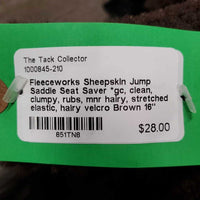 The Tack Collector
1000845-210
Fleeceworks Sheepskin Jump
Saddle Seat Saver *gc, clean,
clumpy, rubs, mnr hairy, stretched
elastic, hairy velcro Brown 16"
$28.00
851TN8